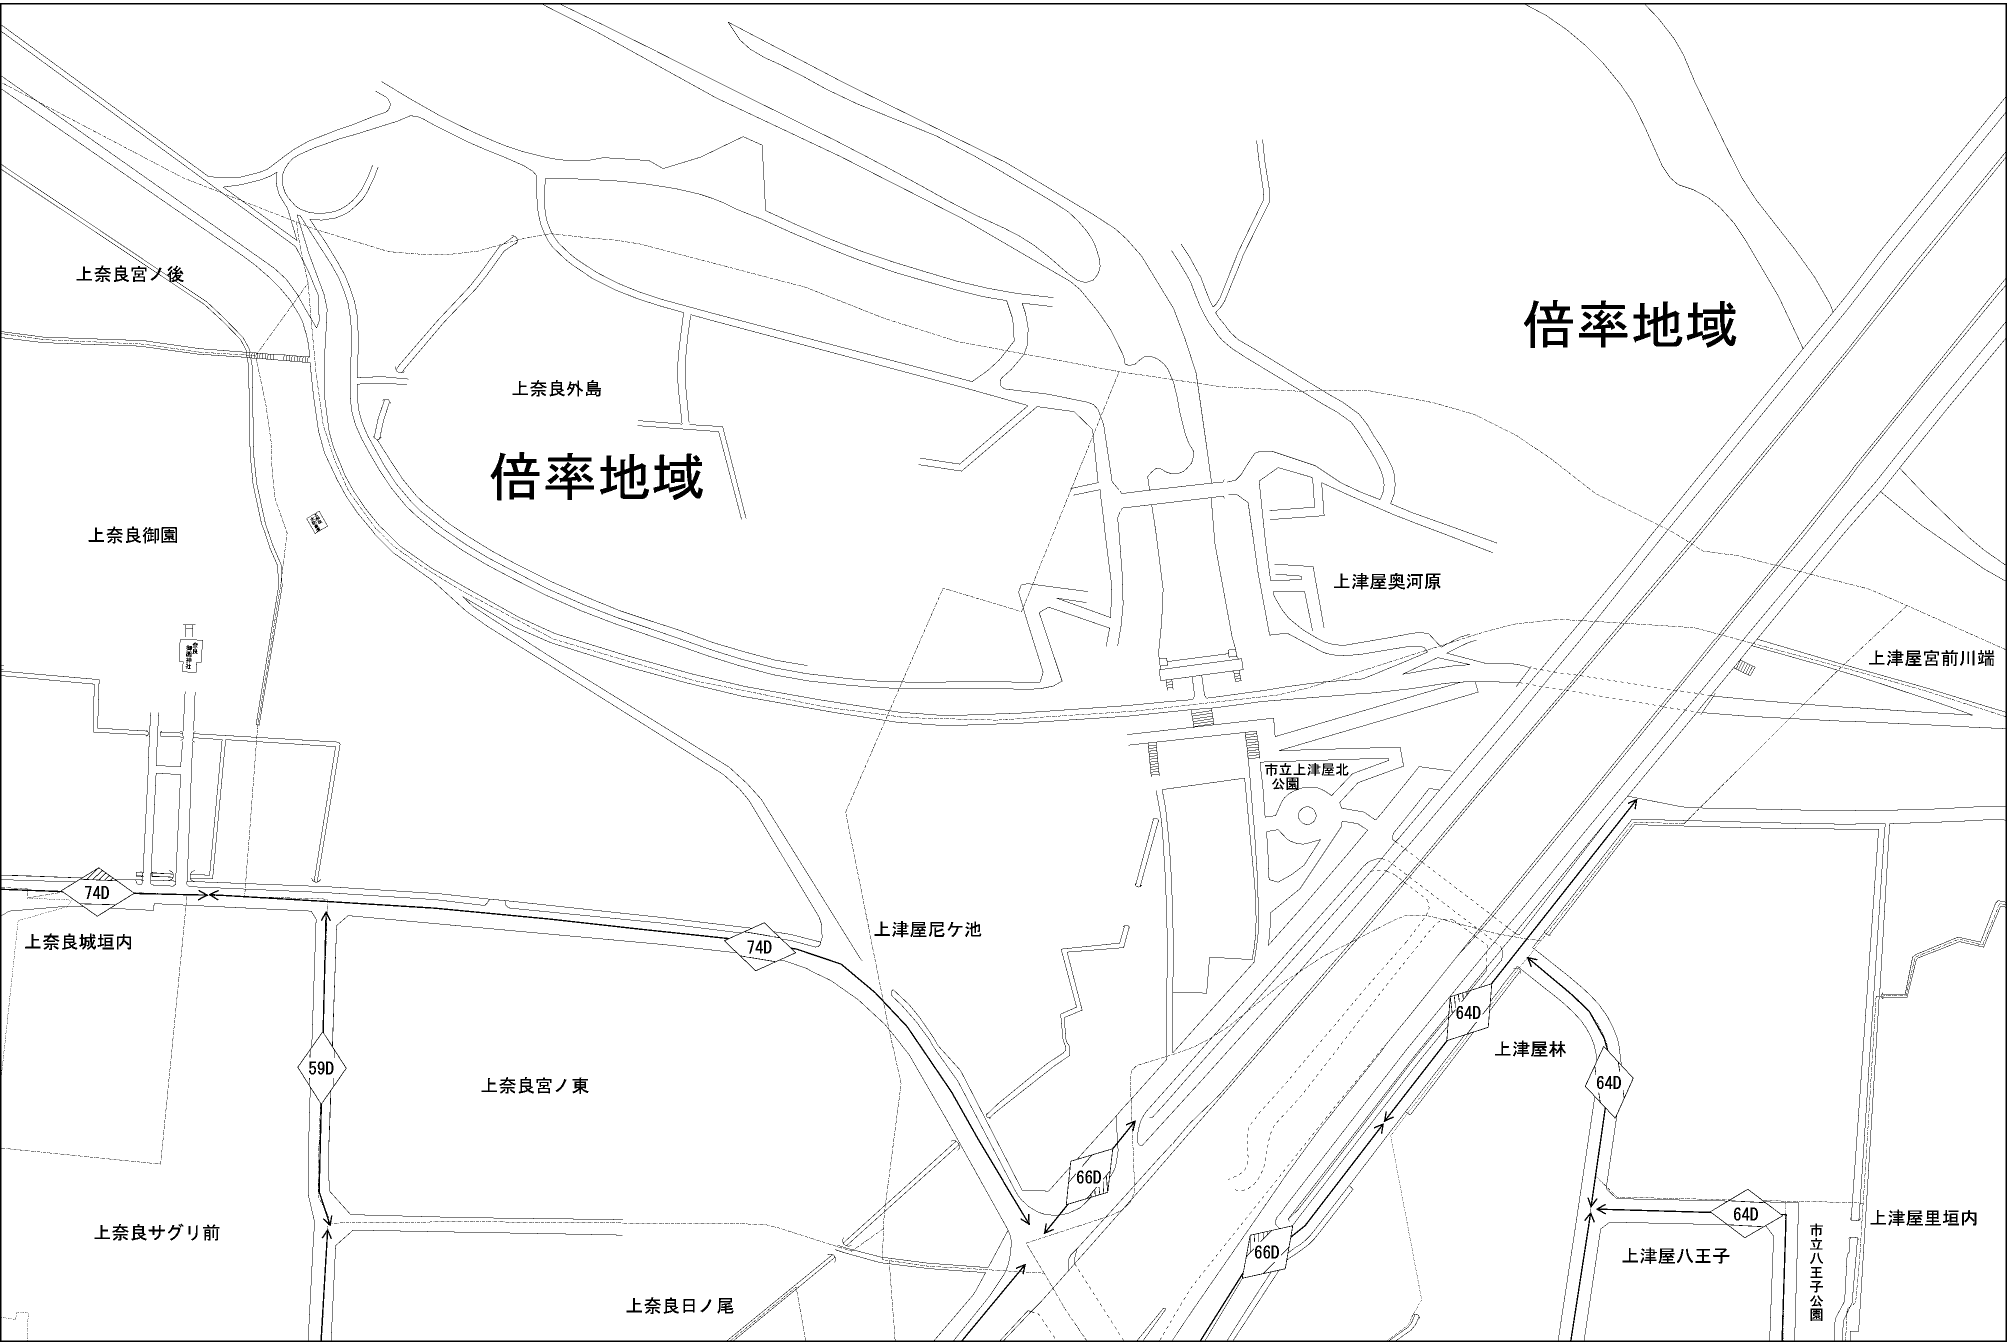 上奈良宮ノ後
倍率地域
上奈良外島
倍率地域
上奈良御園
上津屋奥河原
上津屋宮前川端
市立上津屋北
公園
74D
上奈良城垣内
74D
上津屋尼ケ池
64D
上津屋林
59D
上奈良宮ノ東
64D
66D
上奈良サグリ前
64D
上津屋里垣内
66D
上津屋八王子
市立八王子公園
上奈良日ノ尾